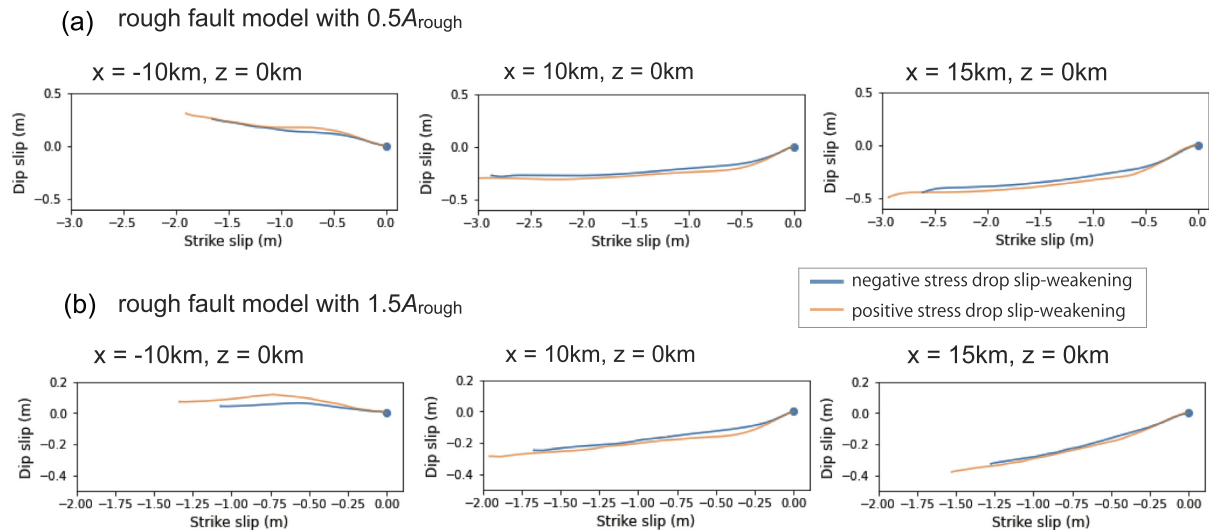 (a) rough fault model with 0.5Arough
x = -10km, z = 0km
x = 10km, z = 0km
x = 15km, z = 0km
Dip slip (m)
0.5
0.0
−0.5
−3.0 −2.5 −2.0 −1.5 −1.0 −0.5 0.0
Strike slip (m)
Dip slip (m)
0.5
0.0
−0.5
−3.0 −2.5 −2.0 −1.5 −1.0 −0.5 0.0
Strike slip (m)
Dip slip (m)
0.5
0.0
−0.5
−3.0 −2.5 −2.0 −1.5 −1.0 −0.5 0.0
Strike slip (m)
negative stress drop slip-weakening
positive stress drop slip-weakening
(b) rough fault model with 1.5Arough
x = -10km, z = 0km
x = 10km, z = 0km
x = 15km, z = 0km
Dip slip (m)
0.2
0.0
−0.2
−0.4
−2.00 −1.75 −1.50 −1.25 −1.00 −0.75 −0.50 −0.25 0.00
Strike slip (m)
Dip slip (m)
0.2
0.0
−0.2
−0.4
−2.00 −1.75 −1.50 −1.25 −1.00 −0.75 −0.50 −0.25 0.00
Strike slip (m)
Dip slip (m)
0.2
0.0
−0.2
−0.4
−2.00 −1.75 −1.50 −1.25 −1.00 −0.75 −0.50 −0.25 0.00
Strike slip (m)